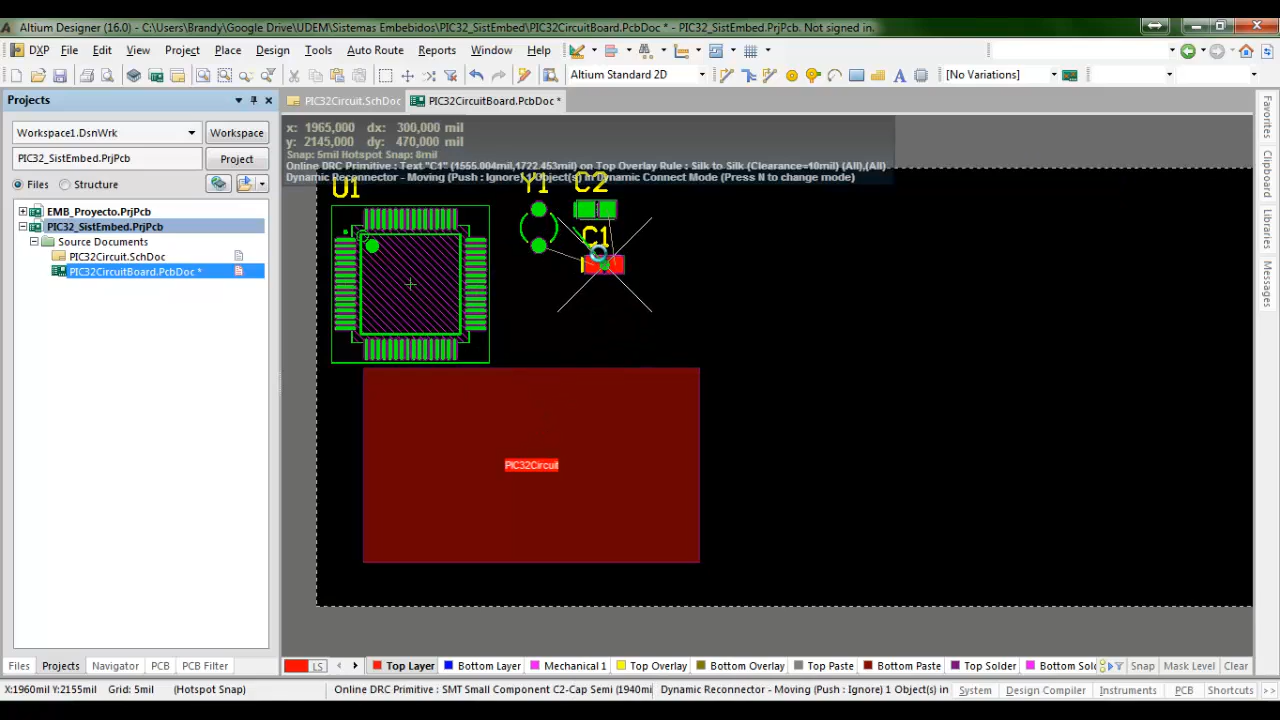 Altium Designer (16.0) - C:\Users\Brandy\Google Drive\UDEM\Sistemas Embebidos\PIC32_SistEmbed\PIC32CircuitBoard.PcbDoc * - PIC32_SistEmbed.PrjPcb. Not signed in.
DXP File Edit View Project Place Design Tools Auto Route Reports Window Help
Altium Standard 2D [No Variations]
Projects
PIC32Circuit.SchDoc PIC32CircuitBoard.PcbDoc *
Workspace1.DsnWrk Workspace
PIC_SistEmbed.PrjPcb Project
Files Structure
EMB_Proyecto.PrjPcb
PIC32_SistEmbed.PrjPcb
Source Documents
PIC32Circuit.SchDoc
PIC32CircuitBoard.PcbDoc *
x: 1965,000 dx: 300,000 mil
y: 2145,000 dy: 470,000 mil
Snap: 5mil Hotspot Snap: 8mil
Online DRC Primitive : Text "C1" (1555.004mil,1722.453mil) on Top Overlay Rule : Silk to Silk (Clearance=10mil) (All),(All)
Dynamic Reconnector - Moving (Push : Ignore) 1 Object(s) in Dynamic Connect Mode (Press N to change mode)
U1 Y1 C2
C1
PIC32Circuit
Favorites
Clipboard
Libraries
Messages
Files Projects Navigator PCB PCB Filter
LS Top Layer Bottom Layer Mechanical 1 Top Overlay Bottom Overlay Top Paste Bottom Paste Top Solder Bottom Sol Snap Mask Level Clear
X:1960mil Y:2155mil Grid: 5mil (Hotspot Snap) Online DRC Primitive : SMT Small Component C2-Cap Semi (1940mi Dynamic Reconnector - Moving (Push : Ignore) 1 Object(s) in System Design Compiler Instruments PCB Shortcuts >>